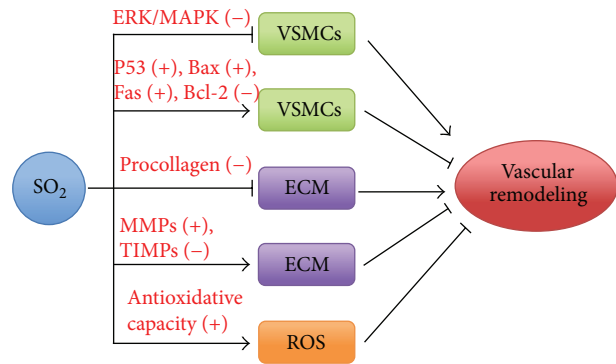 ERK/MAPK (−)
VSMCs
P53 (+), Bax (+),
Fas (+), Bcl-2 (−)
VSMCs
SO₂
Procollagen (−)
ECM
Vascular
remodeling
MMPs (+),
TIMPs (−)
ECM
Antioxidative
capacity (+)
ROS